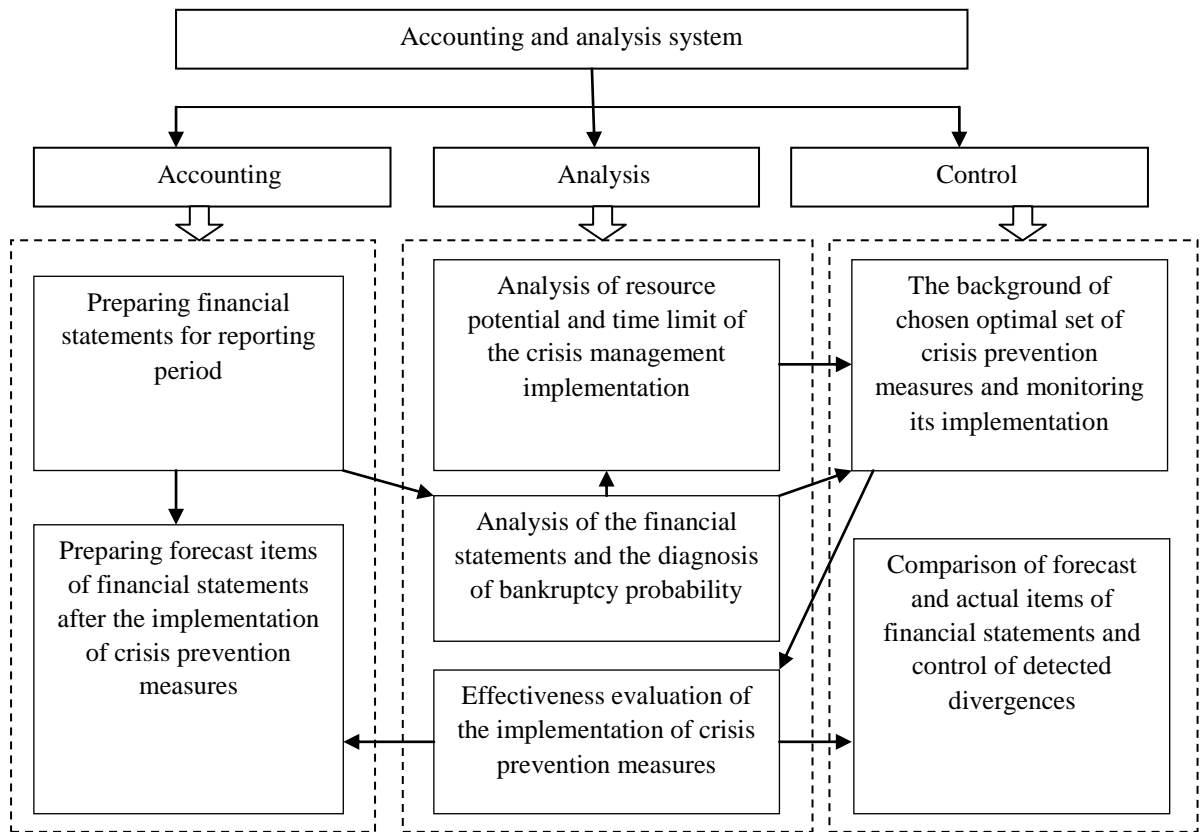 Accounting and analysis system
Accounting
Analysis
Control
Preparing financial
statements for reporting
period
Preparing forecast items
of financial statements
after the implementation
of crisis prevention
measures
Analysis of resource
potential and time limit of
the crisis management
implementation
Analysis of the financial
statements and the diagnosis
of bankruptcy probability
Effectiveness evaluation of
the implementation of crisis
prevention measures
The background of
chosen optimal set of
crisis prevention
measures and monitoring
its implementation
Comparison of forecast
and actual items of
financial statements and
control of detected
divergences